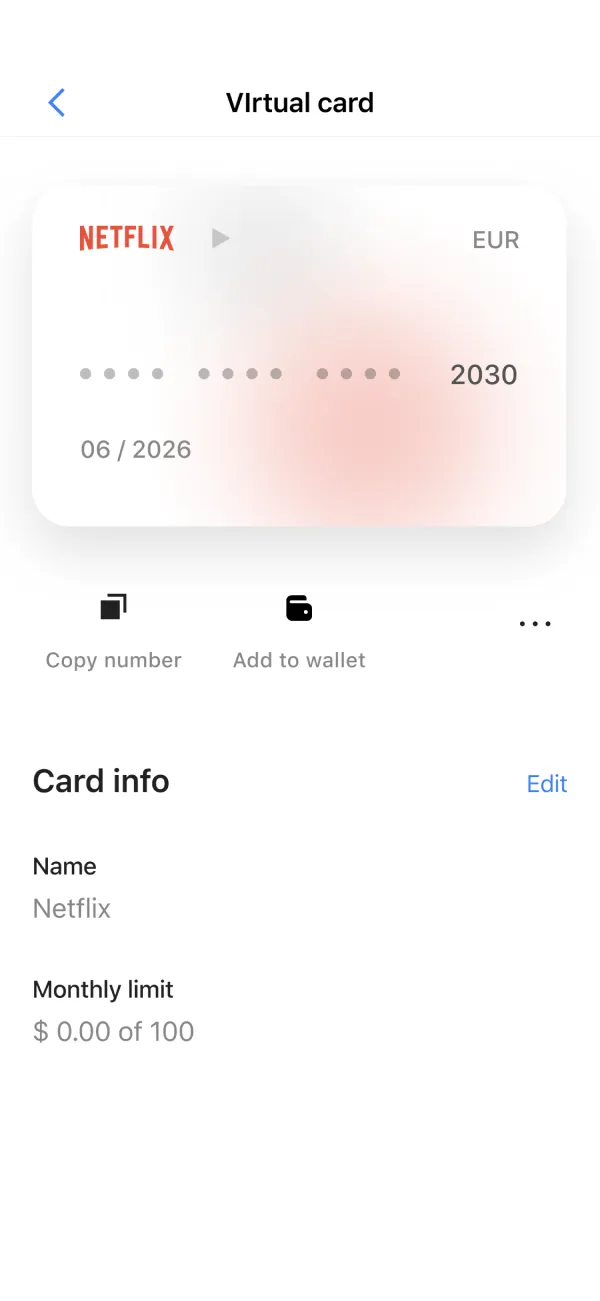 VIrtual card
NETFLIX EUR
•••• •••• •••• 2030
06 / 2026
Copy number Add to wallet ...
Card info Edit
Name
Netflix
Monthly limit
$ 0.00 of 100